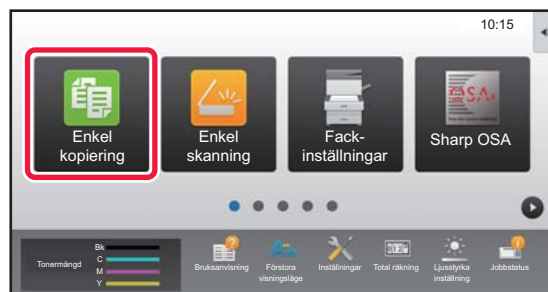 10:15
Enkel
kopiering
Enkel
skanning
Fack-
inställningar
OSA
Sharp OSA
Tonermängd
Bk
C
M
Y
Bruksanvisning
Förstora
visningsläge
Inställningar
Total räkning
Ljusstyrka
inställning
Jobbstatus